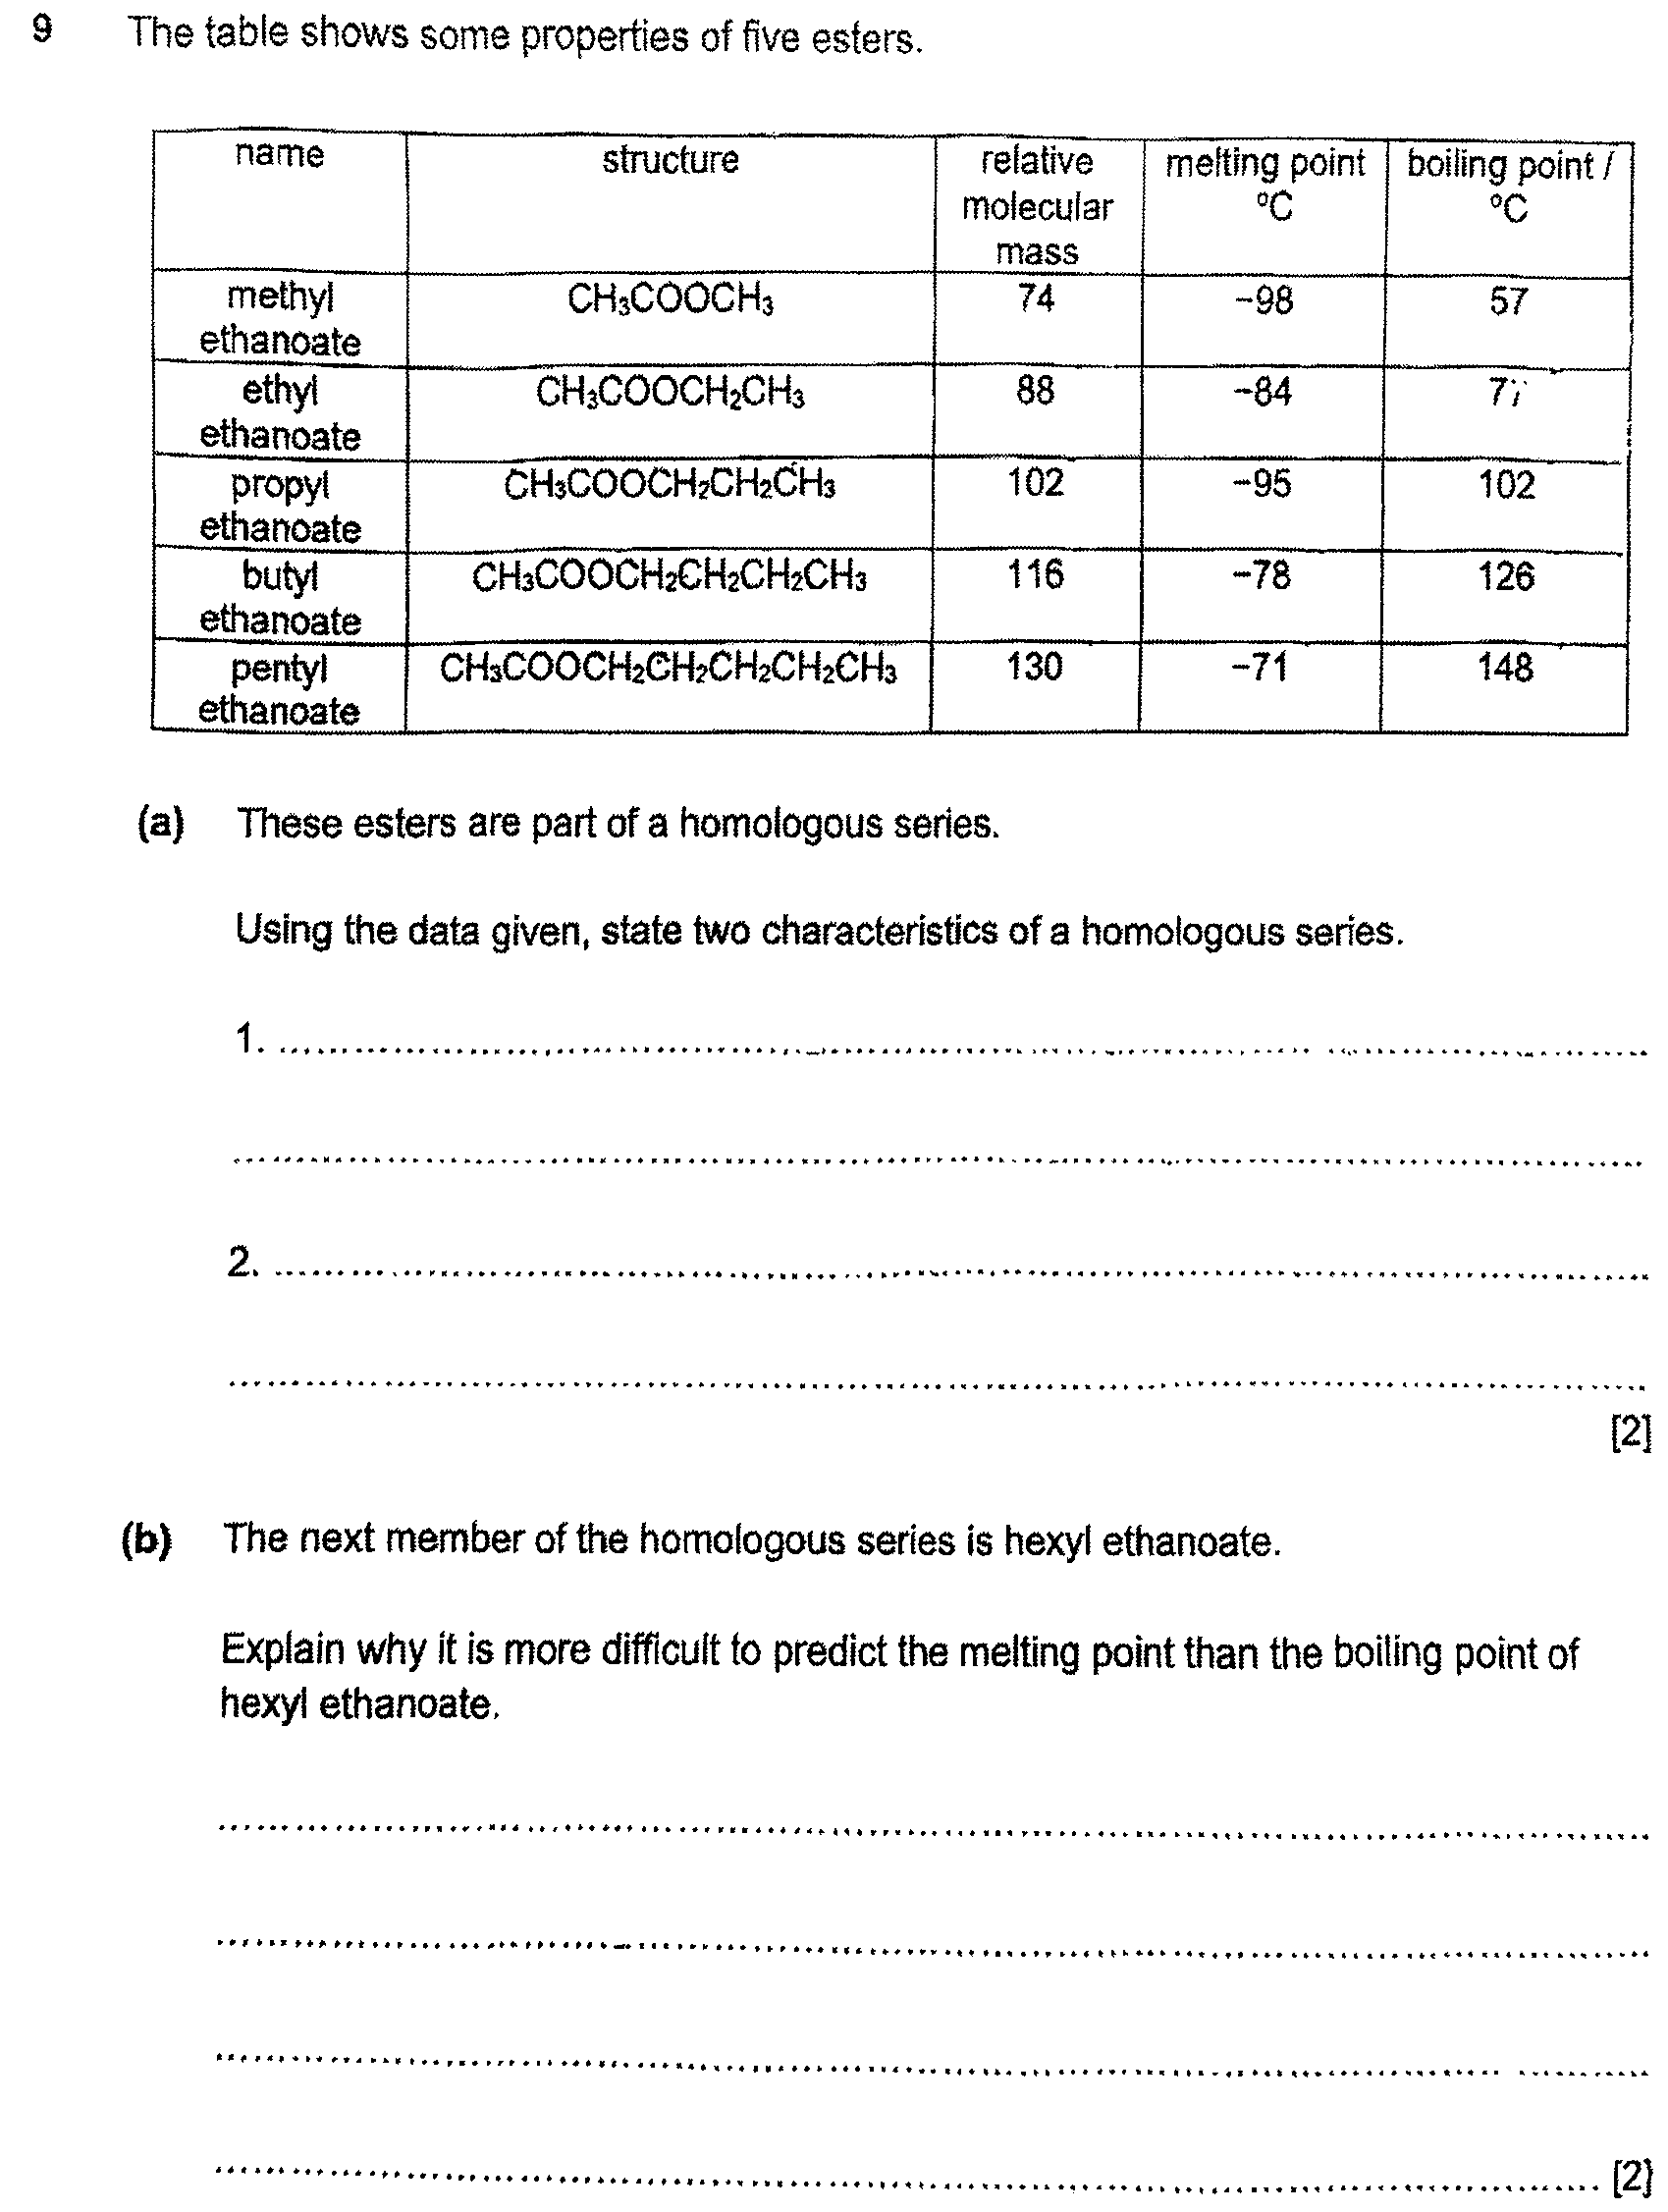 9 The table shows some properties of five esters.
name structure relative molecular mass melting point °C boiling point / °C
methyl ethanoate CH₃COOCH₃ 74 −98 57
ethyl ethanoate CH₃COOCH₂CH₃ 88 −84
propyl ethanoate CH₃COOCH₂CH₂CH₃ 102 −95 102
butyl ethanoate CH₃COOCH₂CH₂CH₂CH₃ 116 −78 126
pentyl ethanoate CH₃COOCH₂CH₂CH₂CH₂CH₃ 130 −71 148
(a) These esters are part of a homologous series.
Using the data given, state two characteristics of a homologous series.
1.
2.
[2]
(b) The next member of the homologous series is hexyl ethanoate.
Explain why it is more difficult to predict the melting point than the boiling point of
hexyl ethanoate.
[2]